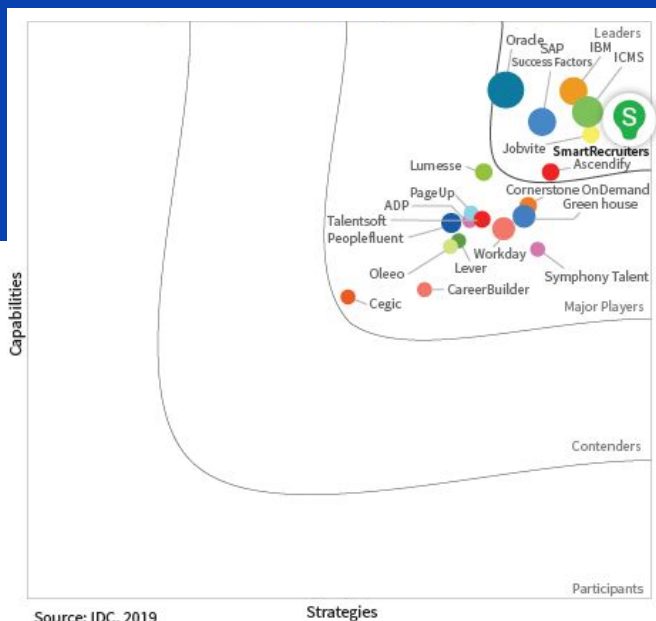 Leaders
Oracle
SAP
Success Factors
IBM
ICMS
S
Jobvite
SmartRecruiters
Ascendify
Lumesse
PageUp
ADP
Talentsoft
Peoplefluent
Cornerstone OnDemand
Green house
Workday
Lever
Oleeo
Symphony Talent
CareerBuilder
Cegic
Major Players
Capabilities
Contenders
Participants
Strategies
Source: IDC, 2019